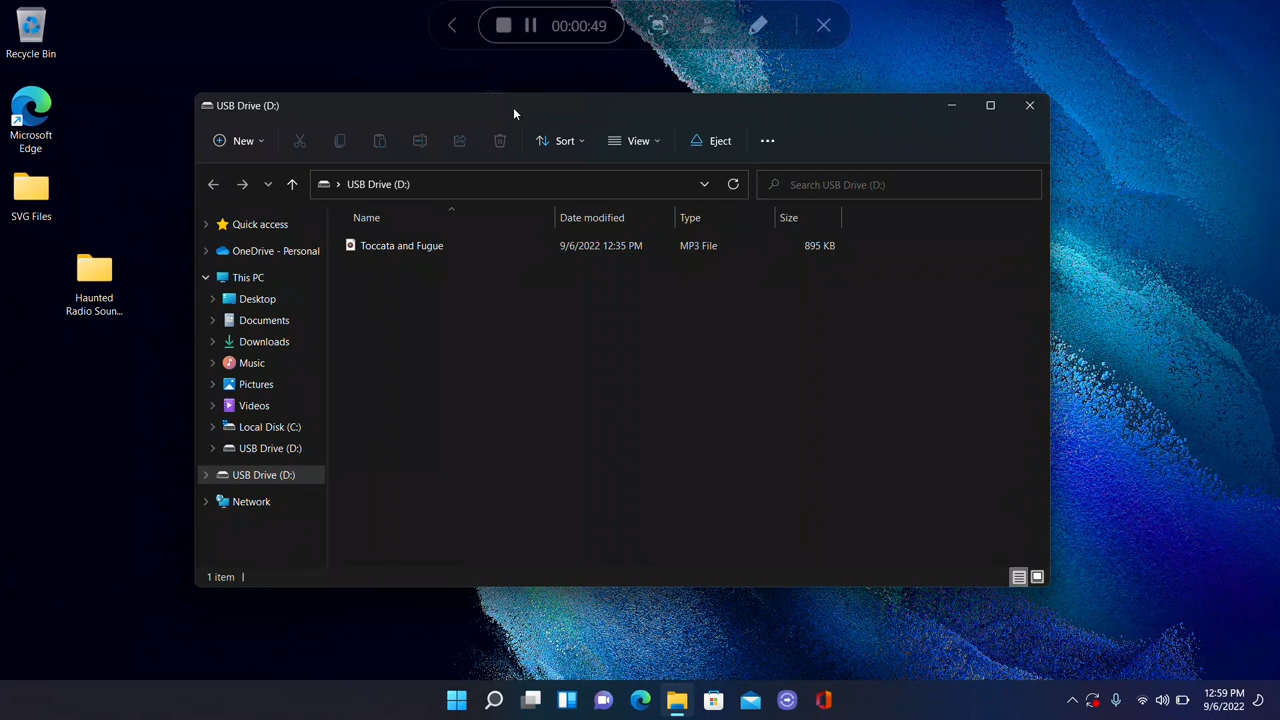 Recycle Bin
Microsoft
Edge
SVG Files
Haunted
Radio Soun...
00:00:49
USB Drive (D:)
New
Sort
View
Eject
USB Drive (D:)
Search USB Drive (D:)
Name Date modified Type Size
Toccata and Fugue 9/6/2022 12:35 PM MP3 File 895 KB
Quick access
OneDrive - Personal
This PC
Desktop
Documents
Downloads
Music
Pictures
Videos
Local Disk (C:)
USB Drive (D:)
USB Drive (D:)
Network
1 item
12:59 PM
9/6/2022